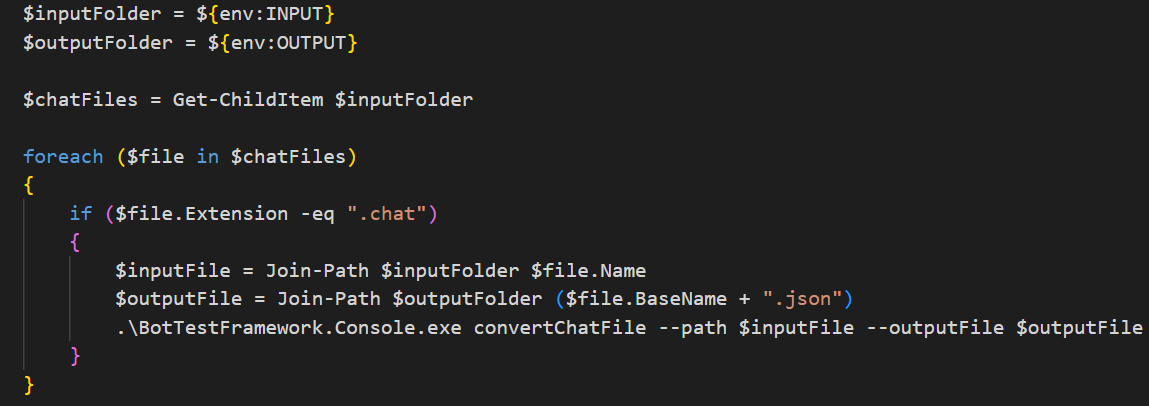 $inputFolder = ${env:INPUT}
$outputFolder = ${env:OUTPUT}

$chatFiles = Get-ChildItem $inputFolder

foreach ($file in $chatFiles)
{
    if ($file.Extension -eq ".chat")
    {
        $inputFile = Join-Path $inputFolder $file.Name
        $outputFile = Join-Path $outputFolder ($file.BaseName + ".json")
        .\BotTestFramework.Console.exe convertChatFile --path $inputFile --outputFile $outputFile
    }
}